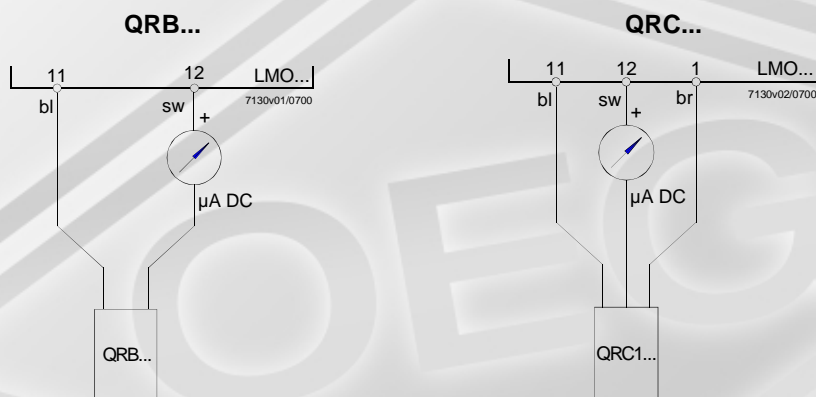 QRB...
11
12
LMO...
bl
sw
7130v01/0700
+
µA DC
QRB...
QRC...
11
12
1
LMO...
bl
sw
br
7130v02/0700
+
µA DC
QRC1...
OEG